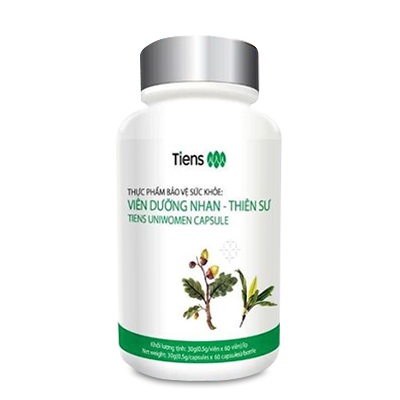 Tiens
THỰC PHẨM BẢO VỆ SỨC KHỎE:
VIÊN DƯỠNG NHAN - THIÊN SƯ
TIENS UNIWOMEN CAPSULE
Khối lượng tịnh: 30g(0,5g/viên x 60 viên)/lọ
Net weight: 30g(0.5g/capsules x 60 capsules)/bottle